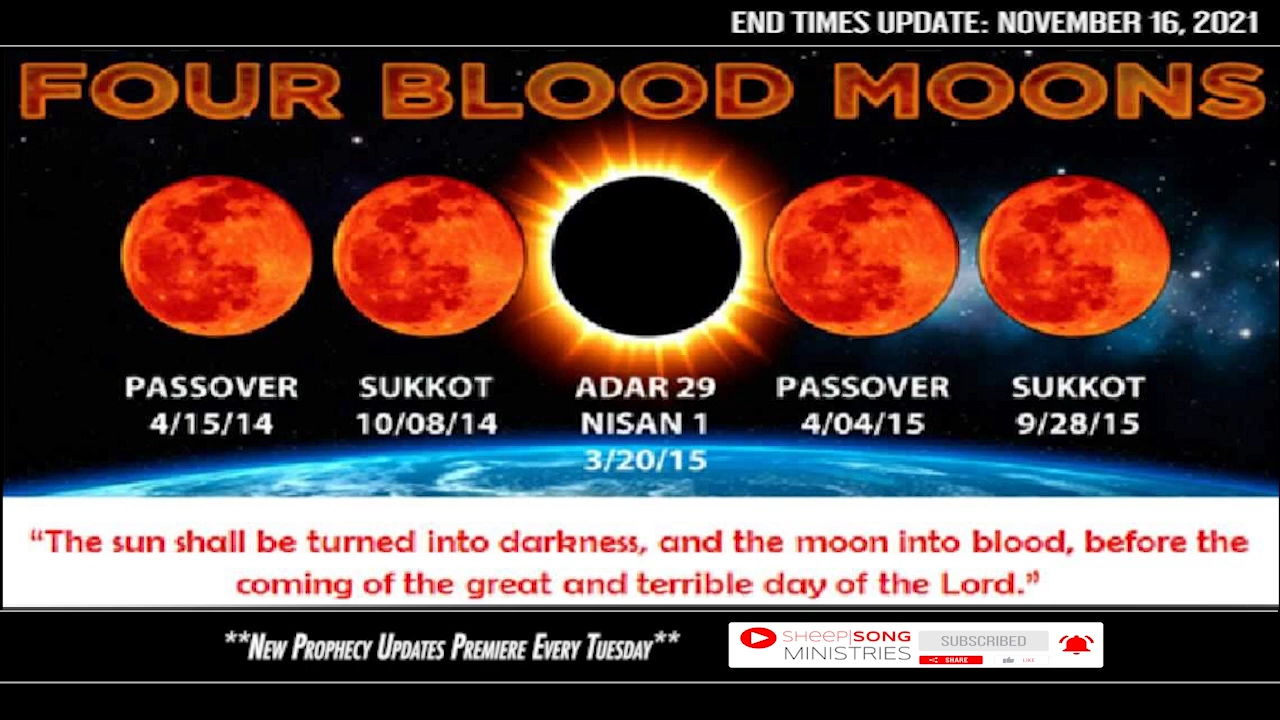 END TIMES UPDATE: NOVEMBER 16, 2021
FOUR BLOOD MOONS
PASSOVER
4/15/14
SUKKOT
10/08/14
ADAR 29
NISAN 1
3/20/15
PASSOVER
4/04/15
SUKKOT
9/28/15
“The sun shall be turned into darkness, and the moon into blood, before the
coming of the great and terrible day of the Lord.”
**New Prophecy Updates Premiere Every Tuesday**
SHeeP|SONG
MINISTRIES
SUBSCRIBED
SHARE
LIKE